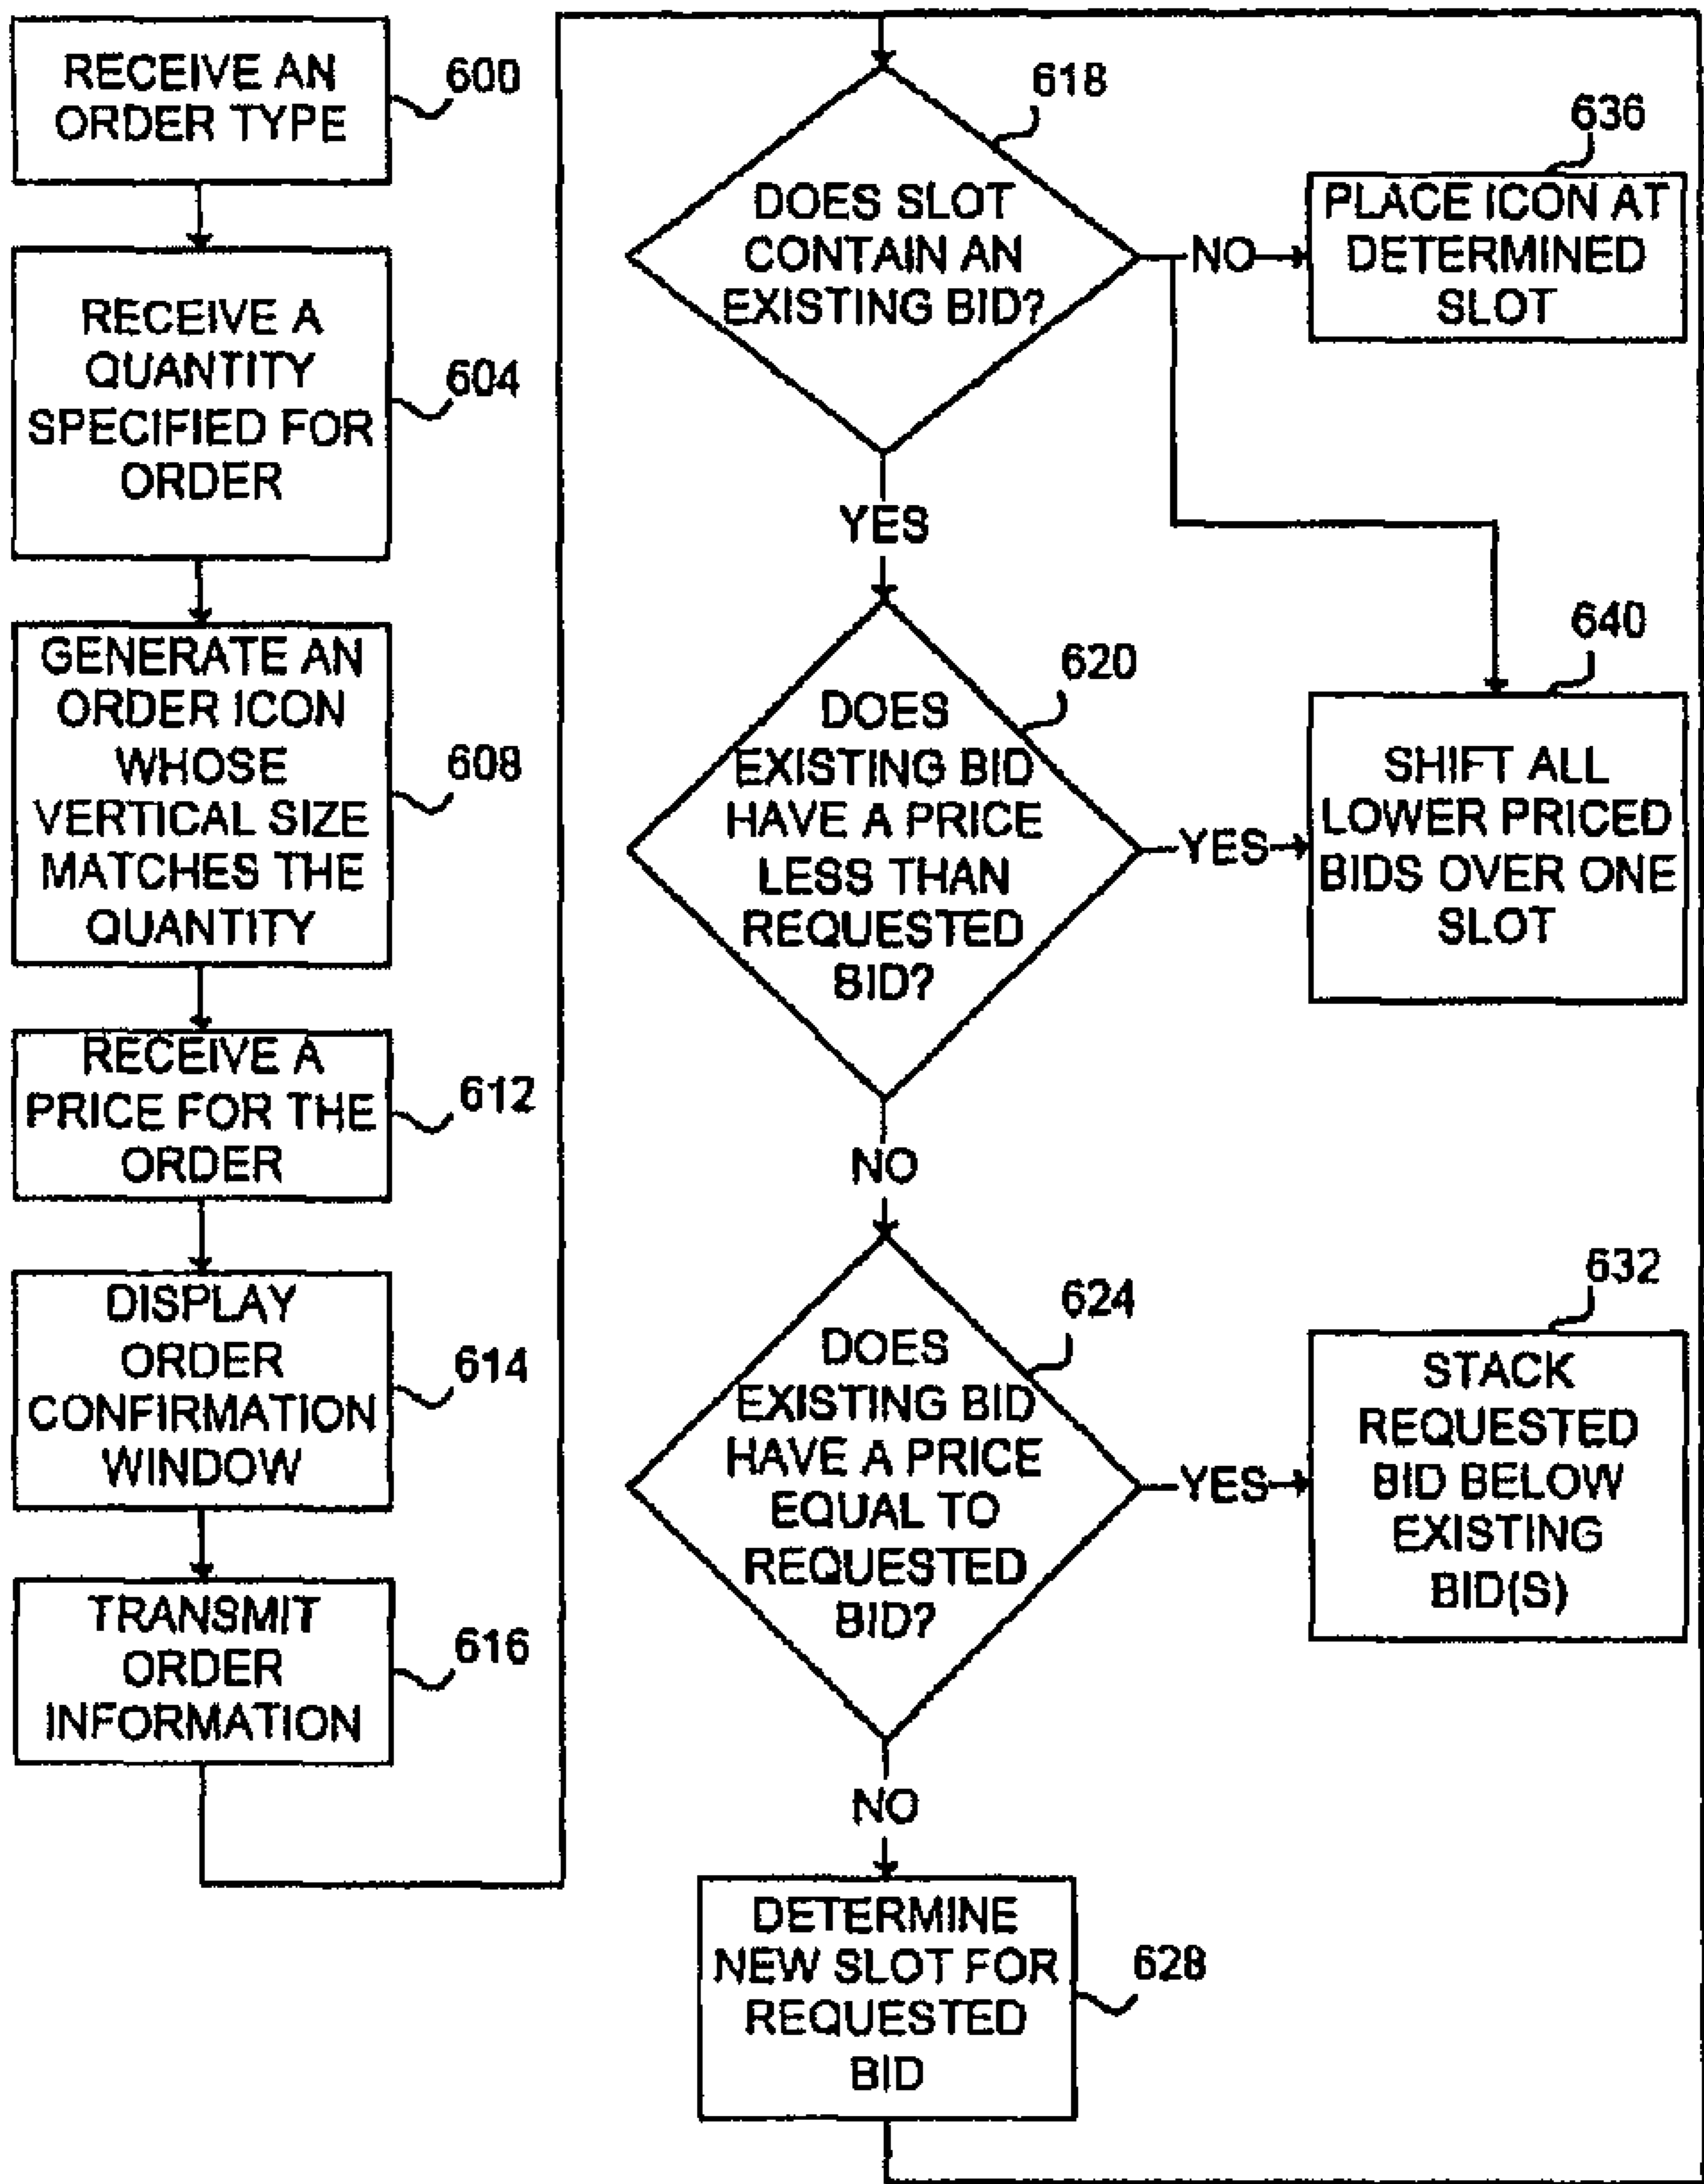 RECEIVE AN
ORDER TYPE
600
RECEIVE A
QUANTITY
SPECIFIED FOR
ORDER
604
GENERATE AN
ORDER ICON
WHOSE
VERTICAL SIZE
MATCHES THE
QUANTITY
608
RECEIVE A
PRICE FOR THE
ORDER
612
DISPLAY
ORDER
CONFIRMATION
WINDOW
614
TRANSMIT
ORDER
INFORMATION
616
DOES SLOT
CONTAIN AN
EXISTING BID?
618
NO
PLACE ICON AT
DETERMINED
SLOT
636
YES
DOES
EXISTING BID
HAVE A PRICE
LESS THAN
REQUESTED
BID?
620
YES
SHIFT ALL
LOWER PRICED
BIDS OVER ONE
SLOT
640
NO
DOES
EXISTING BID
HAVE A PRICE
EQUAL TO
REQUESTED
BID?
624
YES
STACK
REQUESTED
BID BELOW
EXISTING
BID(S)
632
NO
DETERMINE
NEW SLOT FOR
REQUESTED
BID
628